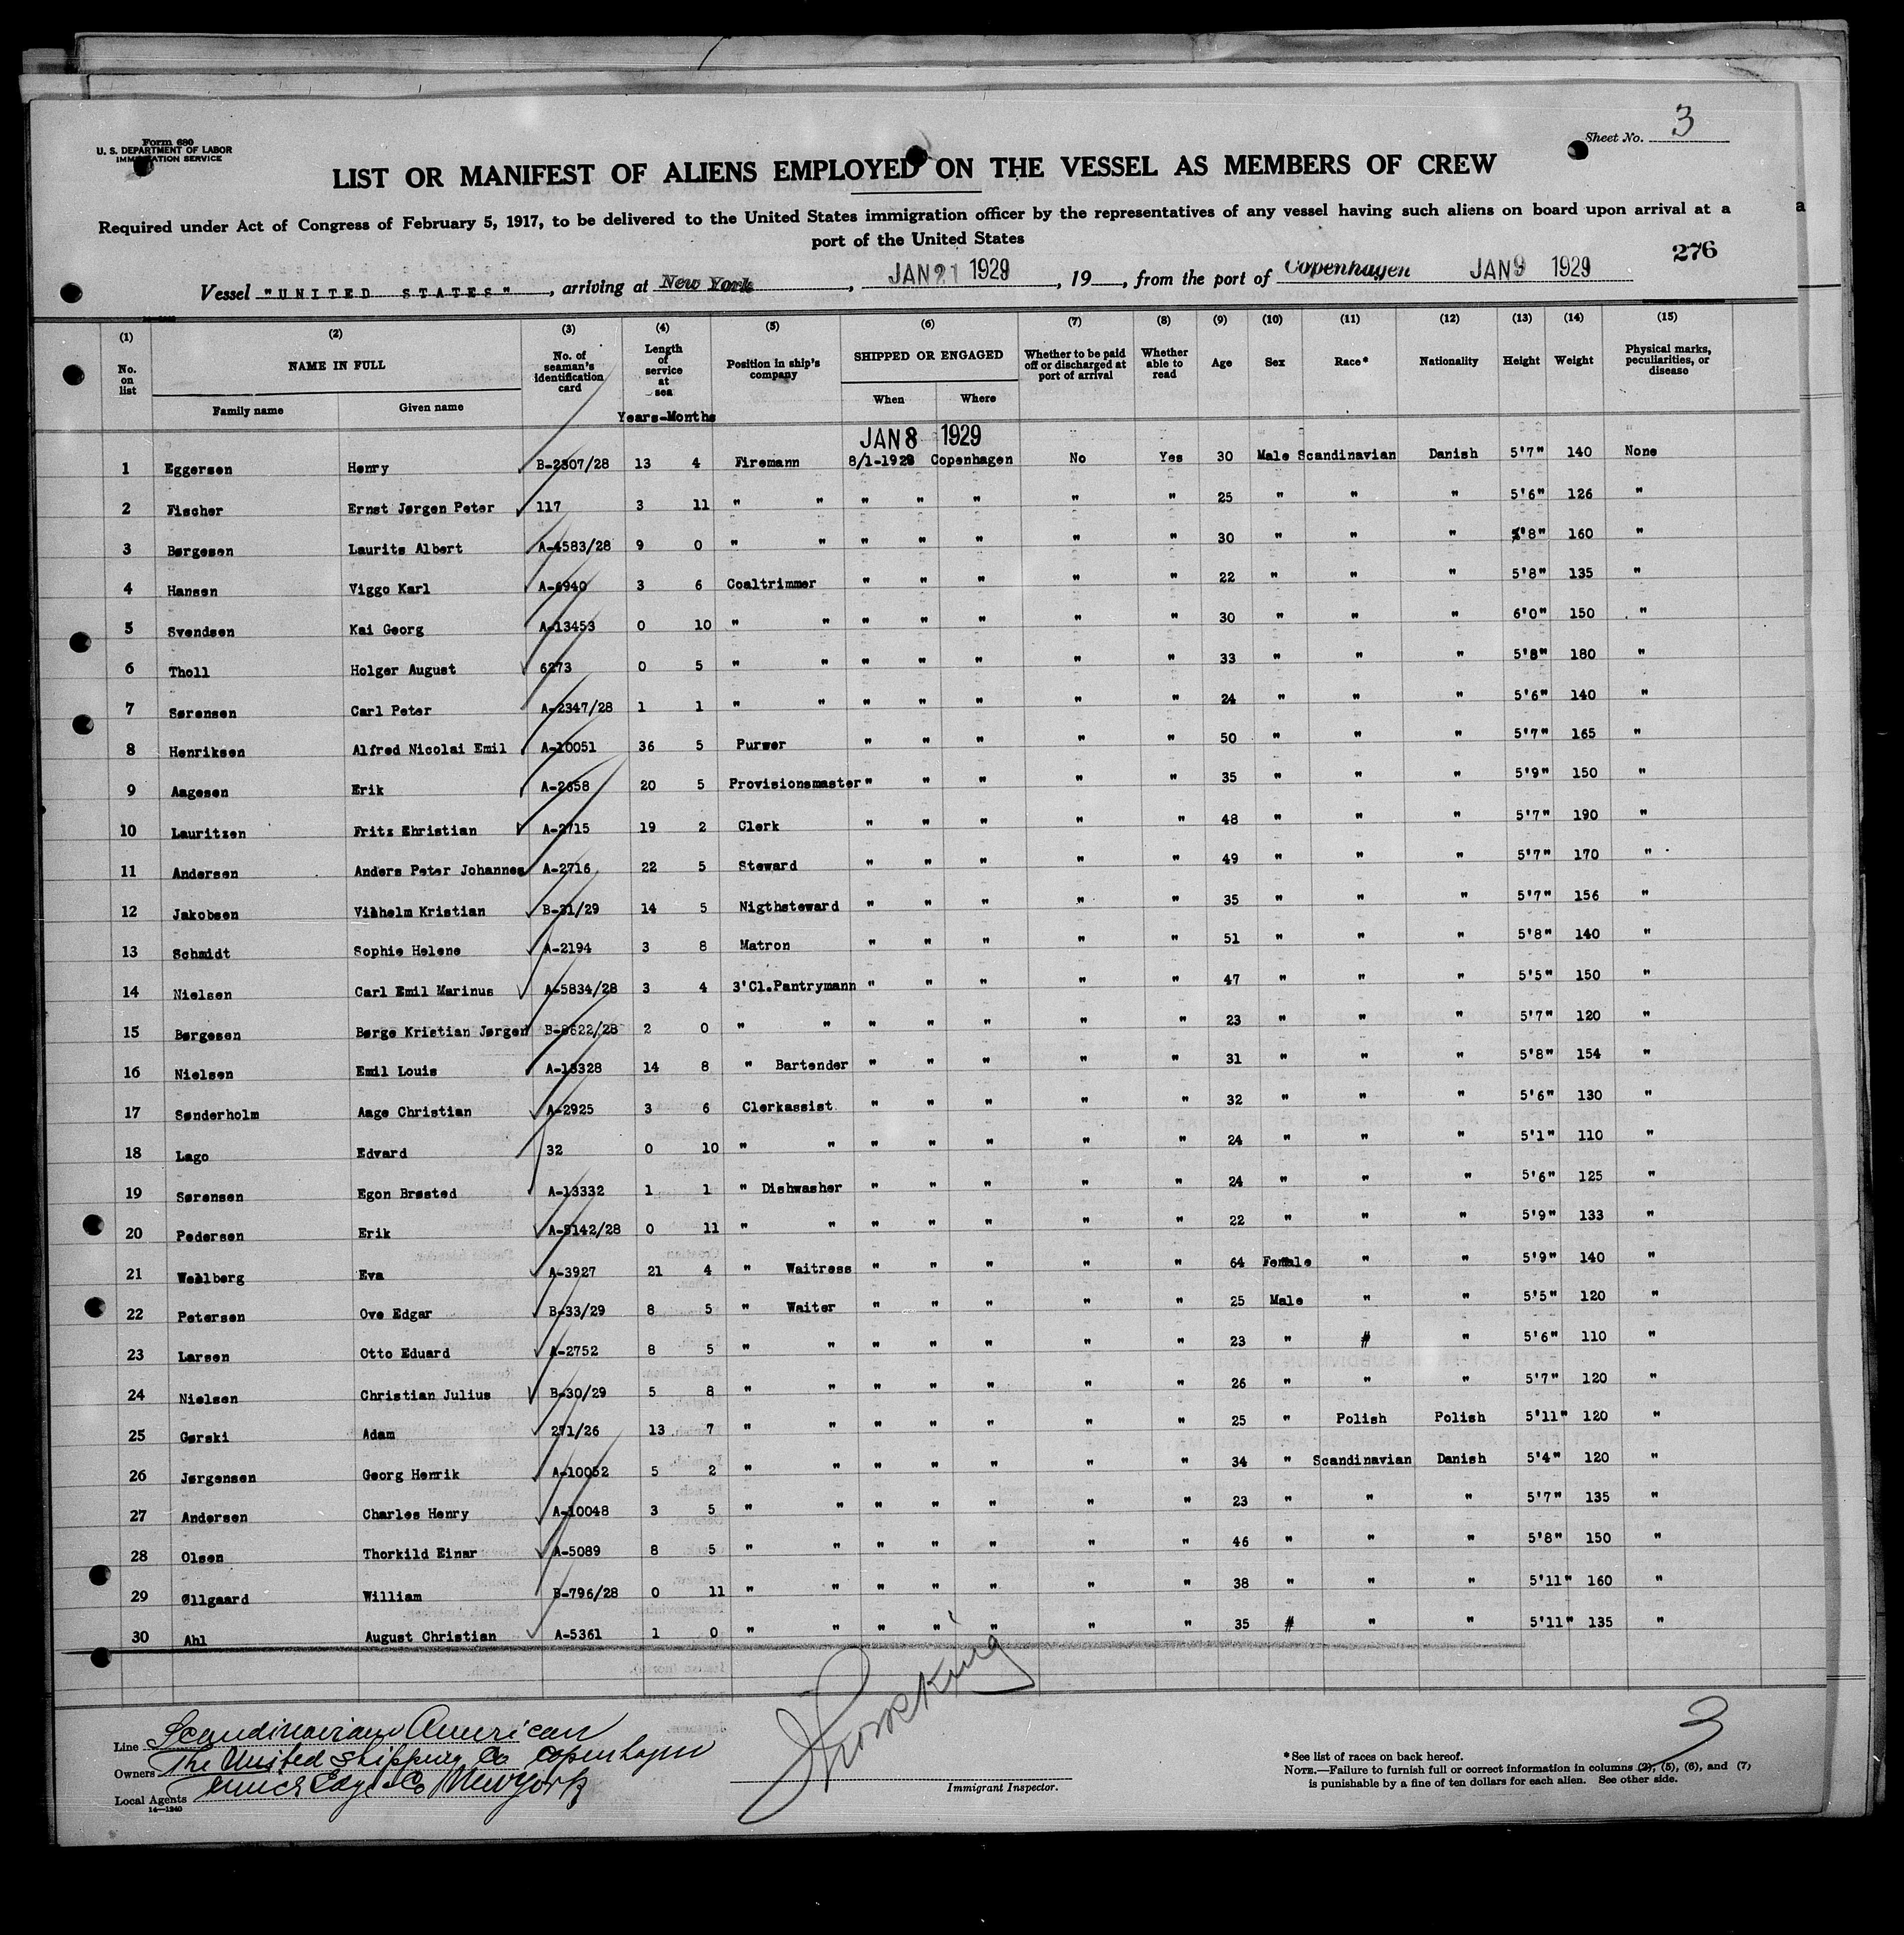 Form 680
U. S. DEPARTMENT OF LABOR
IMMIGRATION SERVICE
Sheet No. 3
LIST OR MANIFEST OF ALIENS EMPLOYED ON THE VESSEL AS MEMBERS OF CREW
Required under Act of Congress of February 5, 1917, to be delivered to the United States immigration officer by the representatives of any vessel having such aliens on board upon arrival at a
port of the United States
276
Vessel "UNITED STATES", arriving at New York, JAN 21 1929, 19, from the port of Copenhagen JAN 9 1929
(1) (2) (3) (4) (5) (6) (7) (8) (9) (10) (11) (12) (13) (14) (15)
No. on list NAME IN FULL Family name Given name No. of seaman's identification card Length of service at sea Years-Months Position in ship's company SHIPPED OR ENGAGED When Where Whether to be paid off or discharged at port of arrival Whether able to read Age Sex Race* Nationality Height Weight Physical marks, peculiarities, or disease
JAN 8 1929
1 Eggersen Henry B-2307/28 13 4 Firemann 8/1-1928 Copenhagen No Yes 30 Male Scandinavian Danish 5'7" 140 None
2 Fischer Ernst Jørgen Peter 117 3 11 " " " " " " " 25 " " " 5'6" 126 "
3 Børgesen Laurits Albert A-4583/28 9 0 " " " " " " " 30 " " " 5'8" 160 "
4 Hansen Viggo Karl A-6940 3 6 Coaltrimmer " " " " " 22 " " " 5'8" 135 "
5 Svendsen Kai Georg A-13453 0 10 " " " " " " " 30 " " " 6'0" 150 "
6 Tholl Holger August 6273 0 5 " " " " " " " 33 " " " 5'8" 180 "
7 Sørensen Carl Peter A-2347/28 1 1 " " " " " " " 24 " " " 5'6" 140 "
8 Henriksen Alfred Nicolai Emil A-10051 36 5 Purser " " " " " 50 " " " 5'7" 165 "
9 Aagesen Erik A-2658 20 5 Provisionsmaster " " " " " 35 " " " 5'9" 150 "
10 Lauritzen Fritz Christian A-2715 19 2 Clerk " " " " " 48 " " " 5'7" 190 "
11 Andersen Anders Peter Johannes A-2716 22 5 Steward " " " " " 49 " " " 5'7" 170 "
12 Jakobsen Vilhelm Kristian B-31/29 14 5 Nigthsteward " " " " " 35 " " " 5'7" 156 "
13 Schmidt Sophie Helene A-2194 3 8 Matron " " " " " 51 " " " 5'8" 140 "
14 Nielsen Carl Emil Marinus A-5834/28 3 4 3'Cl.Pantrymann " " " " " 47 " " " 5'5" 150 "
15 Børgesen Børge Kristian Jørgen B-8622/28 2 0 " " " " " " " 23 " " " 5'7" 120 "
16 Nielsen Emil Louis A-13328 14 8 " Bartender " " " " " 31 " " " 5'8" 154 "
17 Sønderholm Aage Christian A-2925 3 6 Clerkassist. " " " " " 32 " " " 5'6" 130 "
18 Lago Edvard 32 0 10 " " " " " " " 24 " " " 5'1" 110 "
19 Sørensen Egon Brøsted A-13332 1 1 " Dishwasher " " " " " 24 " " " 5'6" 125 "
20 Pedersen Erik A-5142/28 0 11 " " " " " " " 22 " " " 5'9" 133 "
21 Wellberg Eva A-3927 21 4 " Waitress " " " " " 64 Female " " 5'9" 140 "
22 Petersen Ove Edgar B-33/29 8 5 " Waiter " " " " " 25 Male " " 5'5" 120 "
23 Larsen Otto Eduard A-2752 8 5 " " " " " " " 23 " " " 5'6" 110 "
24 Nielsen Christian Julius B-30/29 5 8 " " " " " " " 26 " " " 5'7" 120 "
25 Gørski Adam 271/26 13 7 " " " " " " " 25 " Polish Polish 5'11" 120 "
26 Jørgensen Georg Henrik A-10052 5 2 " " " " " " " 34 " Scandinavian Danish 5'4" 120 "
27 Andersen Charles Henry A-10048 3 5 " " " " " " " 23 " " " 5'7" 135 "
28 Olsen Thorkild Einar A-5089 8 5 " " " " " " " 46 " " " 5'8" 150 "
29 Øllgaard William B-796/28 0 11 " " " " " " " 38 " " " 5'11" 160 "
30 Ahl August Christian A-5361 1 0 " " " " " " " 35 " " " 5'11" 135 "
Line Scandinavian American
Owners The United Shipping Co Copenhagen
Local Agents Edye & Co New York
14—1240
Immigrant Inspector.
3
*See list of races on back hereof.
NOTE.—Failure to furnish full or correct information in columns (2), (5), (6), and (7)
is punishable by a fine of ten dollars for each alien. See other side.